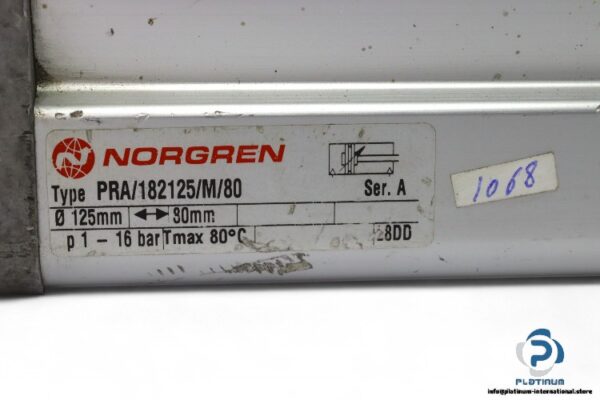 NORGREN
Type PRA/182125/M/80 Ser. A
Ø 125mm ↔ 80mm
p 1 - 16 bar Tmax 80°C 28DD
1068
PLATINUM
info@platinum-international.store